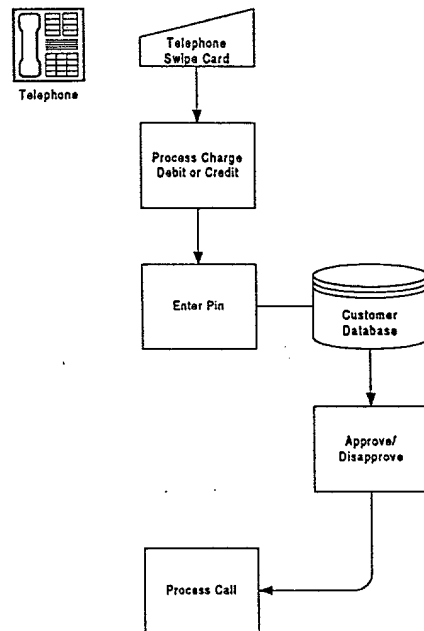 Telephone
Telephone
Swipe Card
Process Charge
Debit or Credit
Enter Pin
Customer
Database
Approve/
Disapprove
Process Call